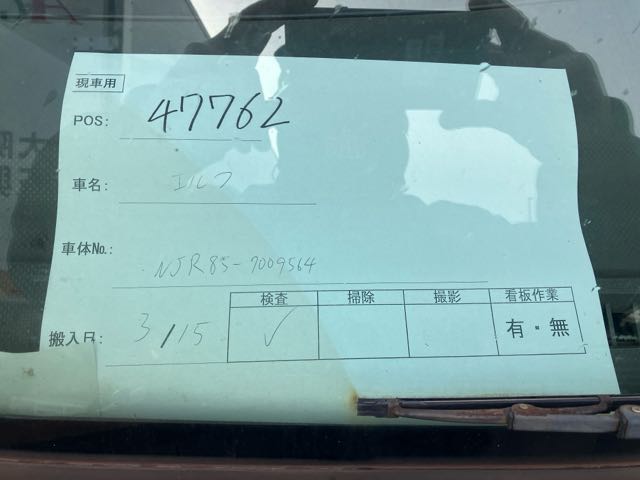 現車用
POS: 47762
車名: エルフ
車体No.: NJR85-7009564
検査 掃除 撮影 看板作業
搬入日: 3/15 ✓ 有・無